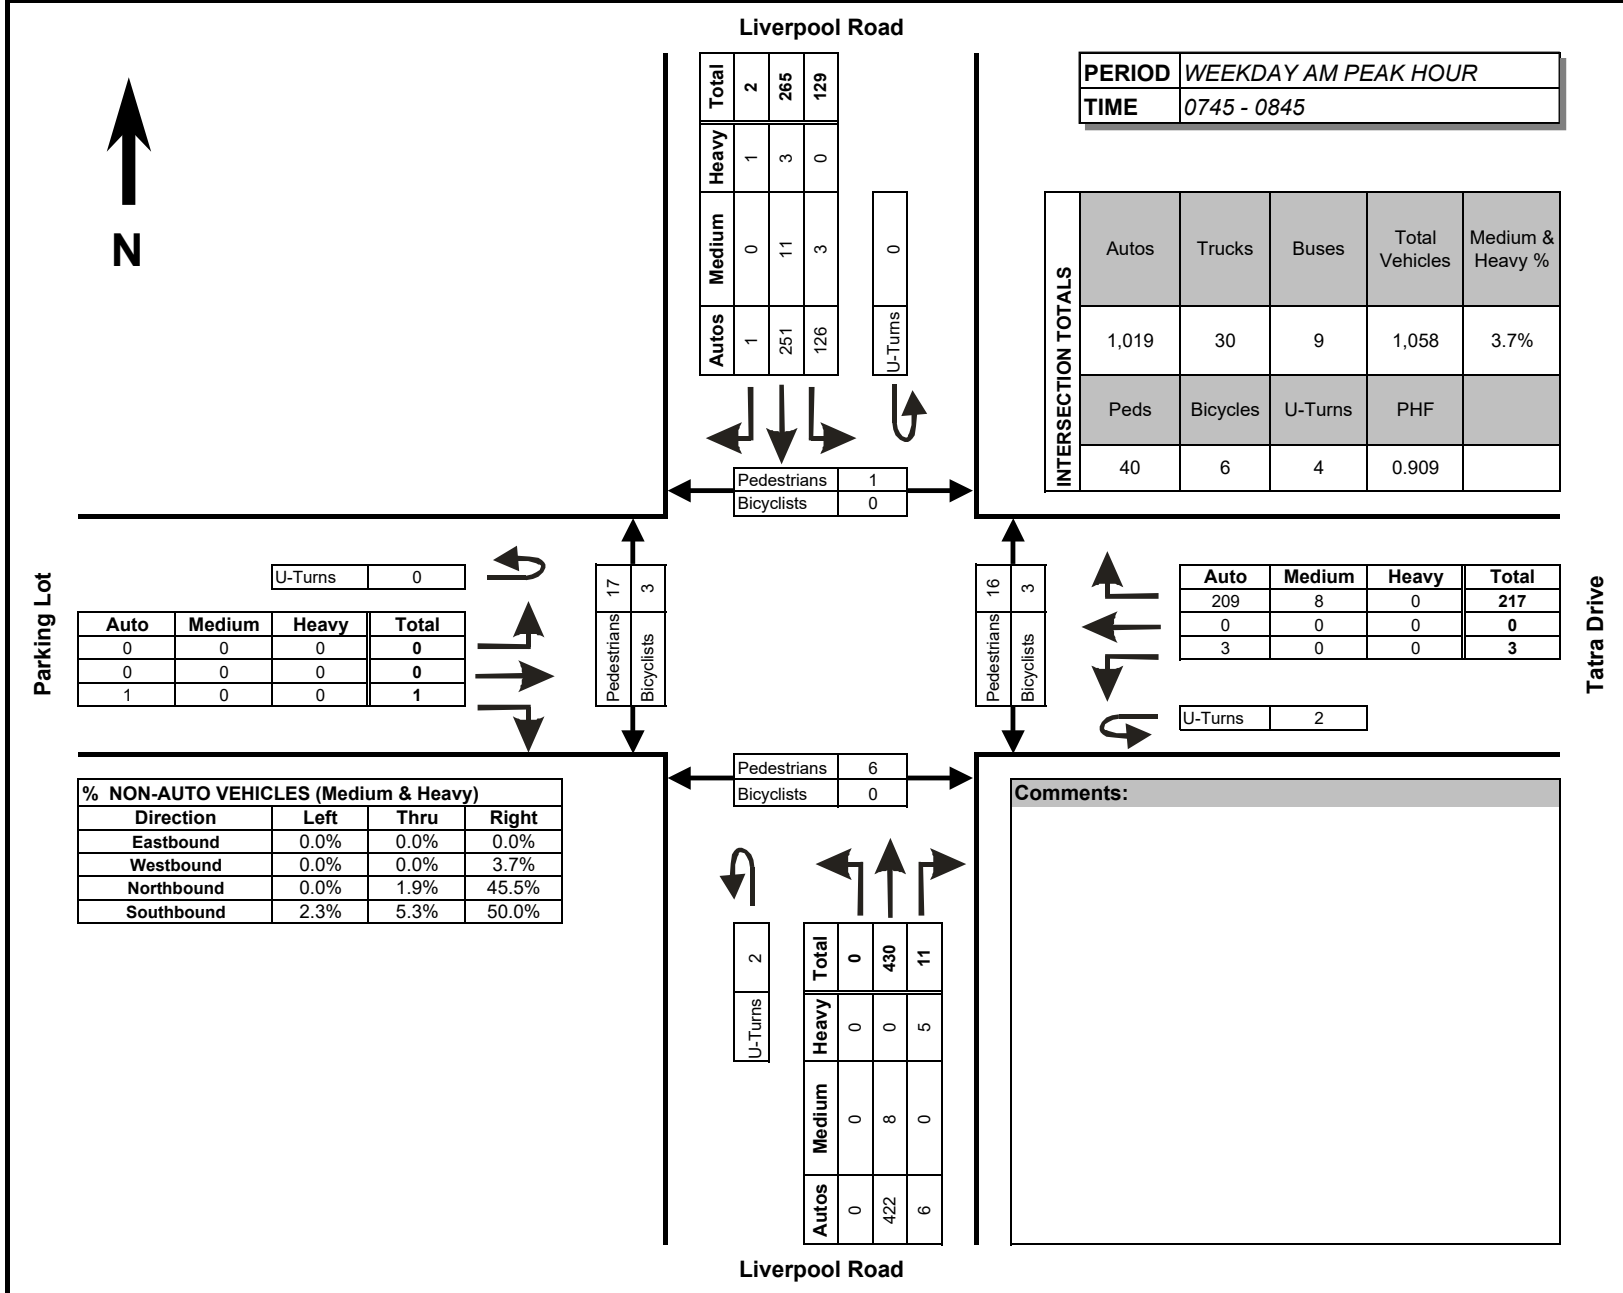 Liverpool Road
PERIOD WEEKDAY AM PEAK HOUR
TIME 0745 - 0845
N
Total 2 265 129
Heavy 1 3 0
Medium 0 11 3
Autos 1 251 126
U-Turns 0
INTERSECTION TOTALS
Autos Trucks Buses Total Vehicles Medium & Heavy %
1,019 30 9 1,058 3.7%
Peds Bicycles U-Turns PHF
40 6 4 0.909
Pedestrians 1
Bicyclists 0
Parking Lot
U-Turns 0
Auto Medium Heavy Total
0 0 0 0
0 0 0 0
1 0 0 1
Pedestrians 17
Bicyclists 3
Pedestrians 16
Bicyclists 3
Auto Medium Heavy Total
209 8 0 217
0 0 0 0
3 0 0 3
U-Turns 2
Tatra Drive
Pedestrians 6
Bicyclists 0
% NON-AUTO VEHICLES (Medium & Heavy)
Direction Left Thru Right
Eastbound 0.0% 0.0% 0.0%
Westbound 0.0% 0.0% 3.7%
Northbound 0.0% 1.9% 45.5%
Southbound 2.3% 5.3% 50.0%
Comments:
U-Turns 2
Total 0 430 11
Heavy 0 0 5
Medium 0 8 0
Autos 0 422 6
Liverpool Road